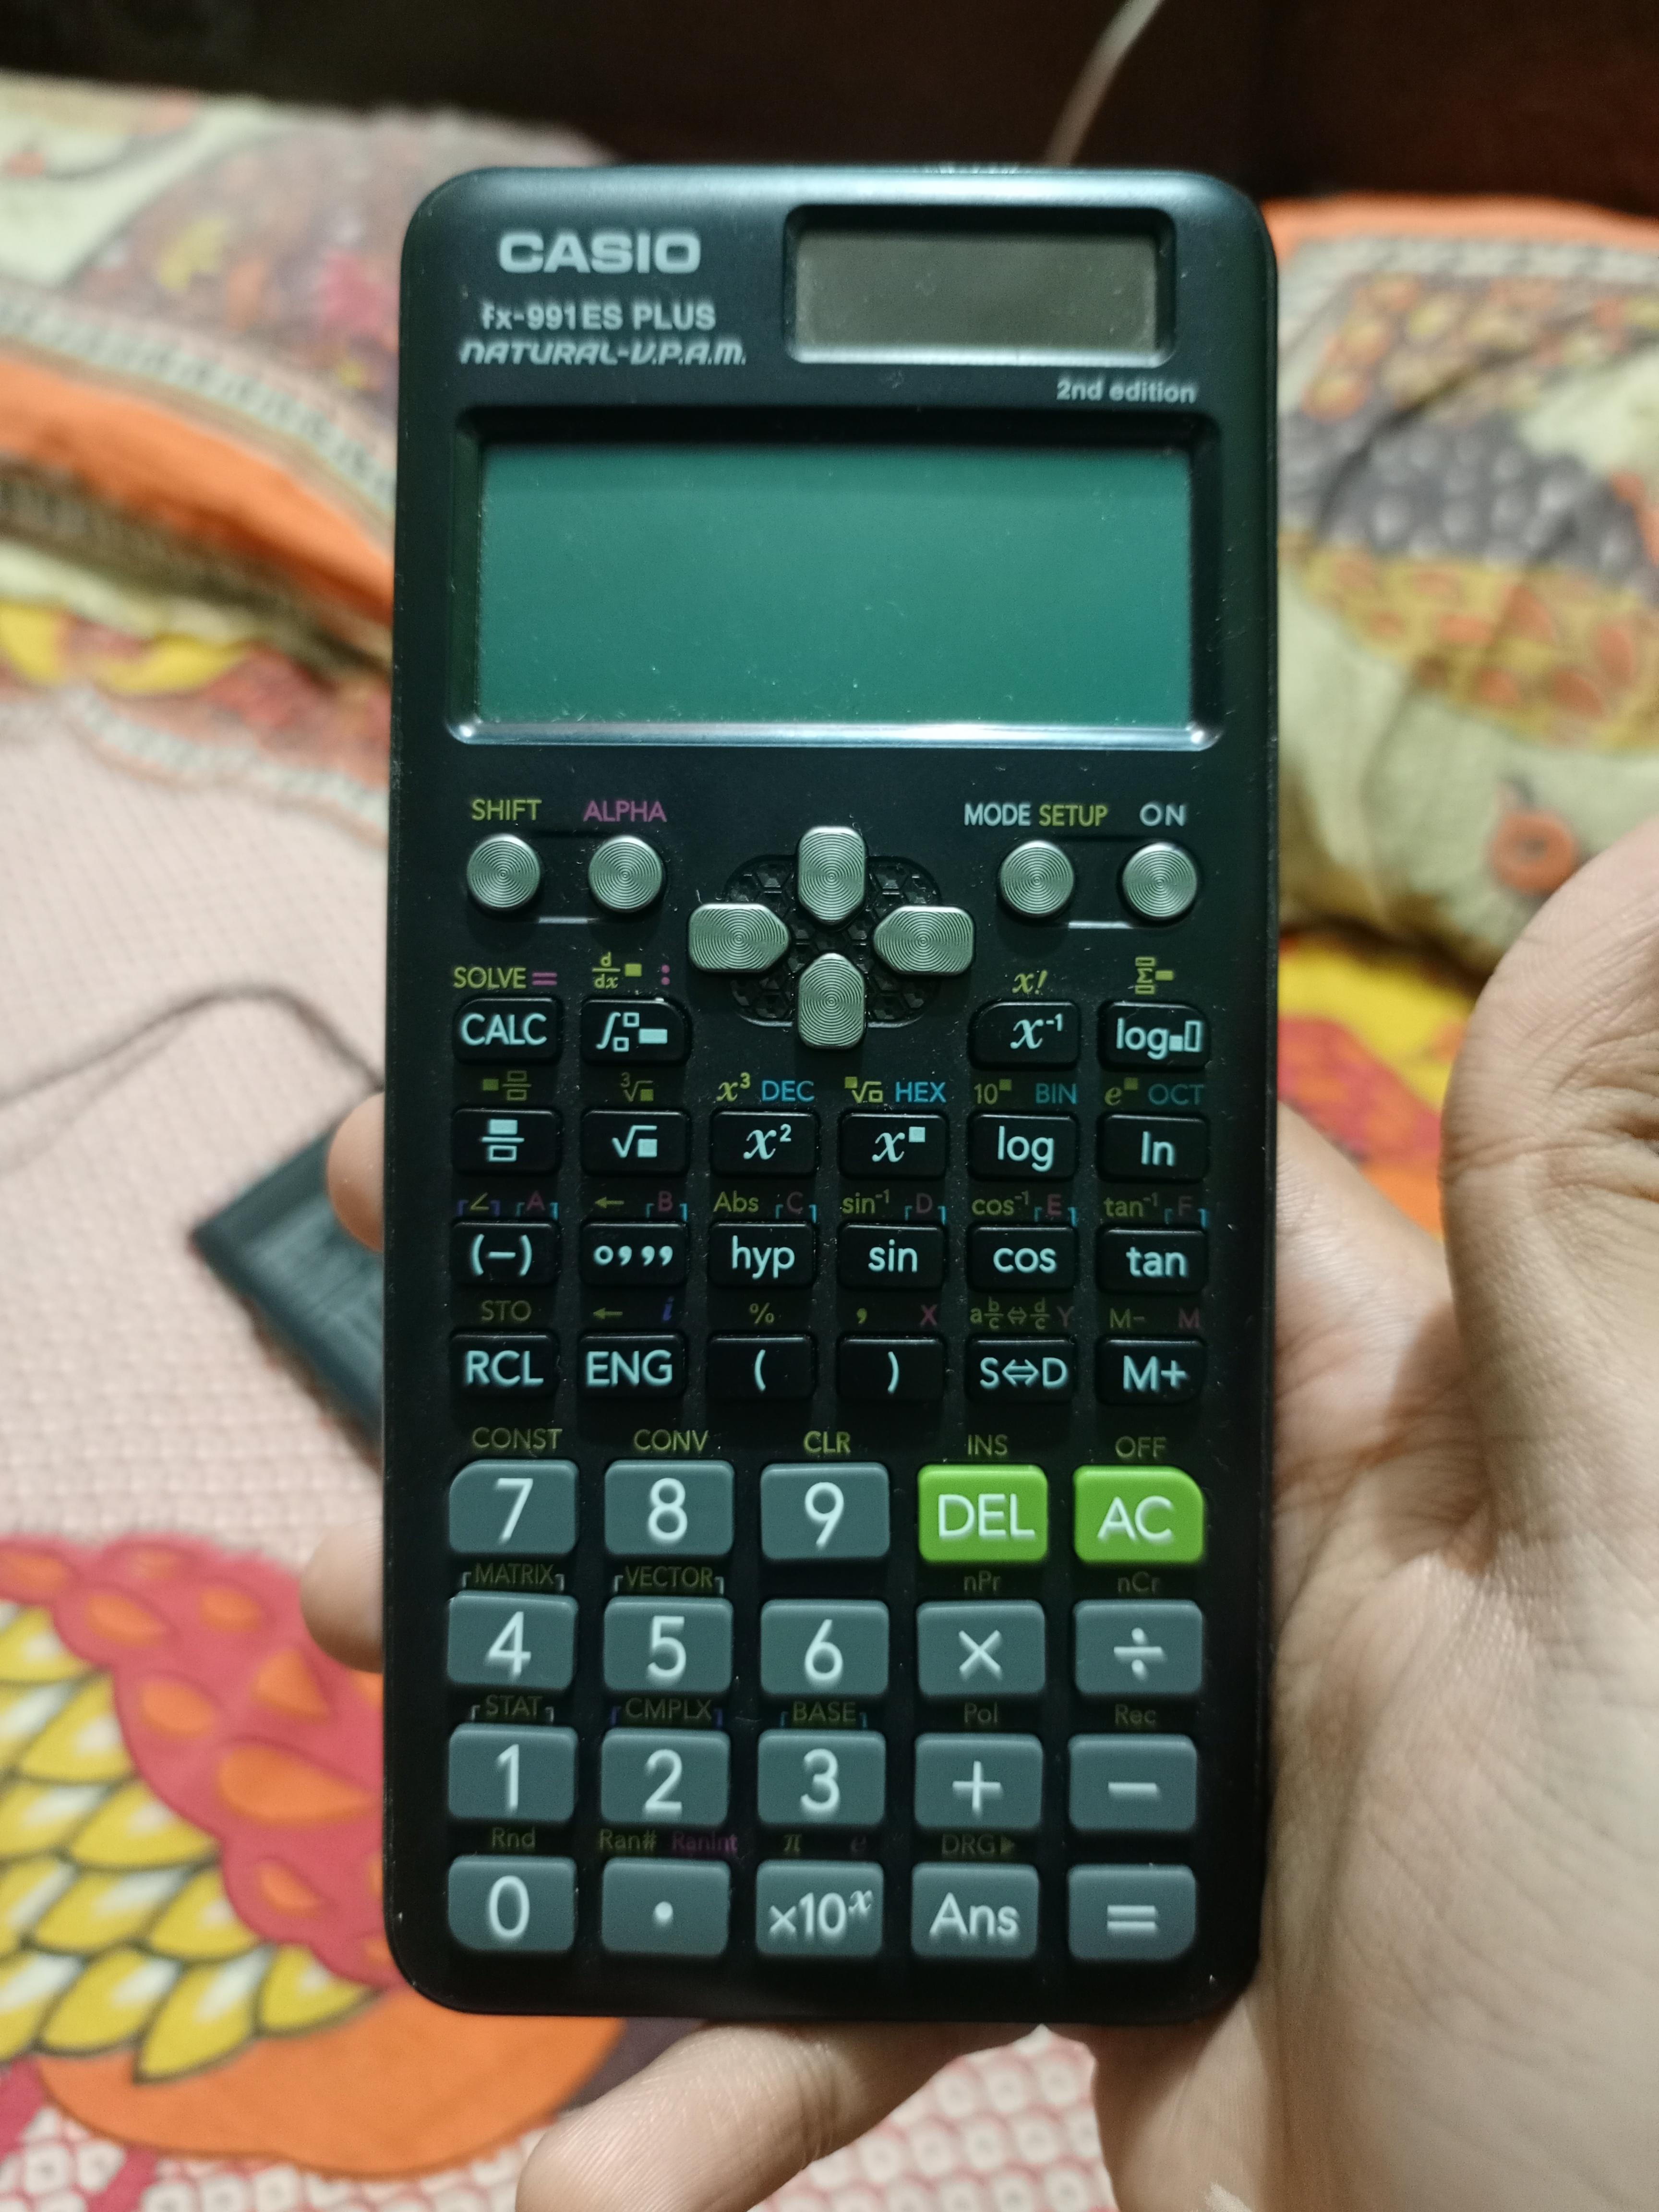 CASIO
fx-991ES PLUS
NATURAL-V.P.A.M.
2nd edition
SHIFT ALPHA MODE SETUP ON
SOLVE = d/dx■ : x! Σ■
CALC ∫■ x⁻¹ log■▯
■⊟ ³√■ x³ DEC ■√▯ HEX 10■ BIN e■ OCT
⊟ √■ x² x■ log ln
∠ A ← B Abs C sin⁻¹ D cos⁻¹ E tan⁻¹ F
(−) °,,, hyp sin cos tan
STO ← i % , X a b/c⇔d/c Y M− M
RCL ENG ( ) S⇔D M+
CONST CONV CLR INS OFF
7 8 9 DEL AC
MATRIX VECTOR nPr nCr
4 5 6 × ÷
STAT CMPLX BASE Pol Rec
1 2 3 + −
Rnd Ran# RanInt π e DRG▶
0 . ×10ˣ Ans =